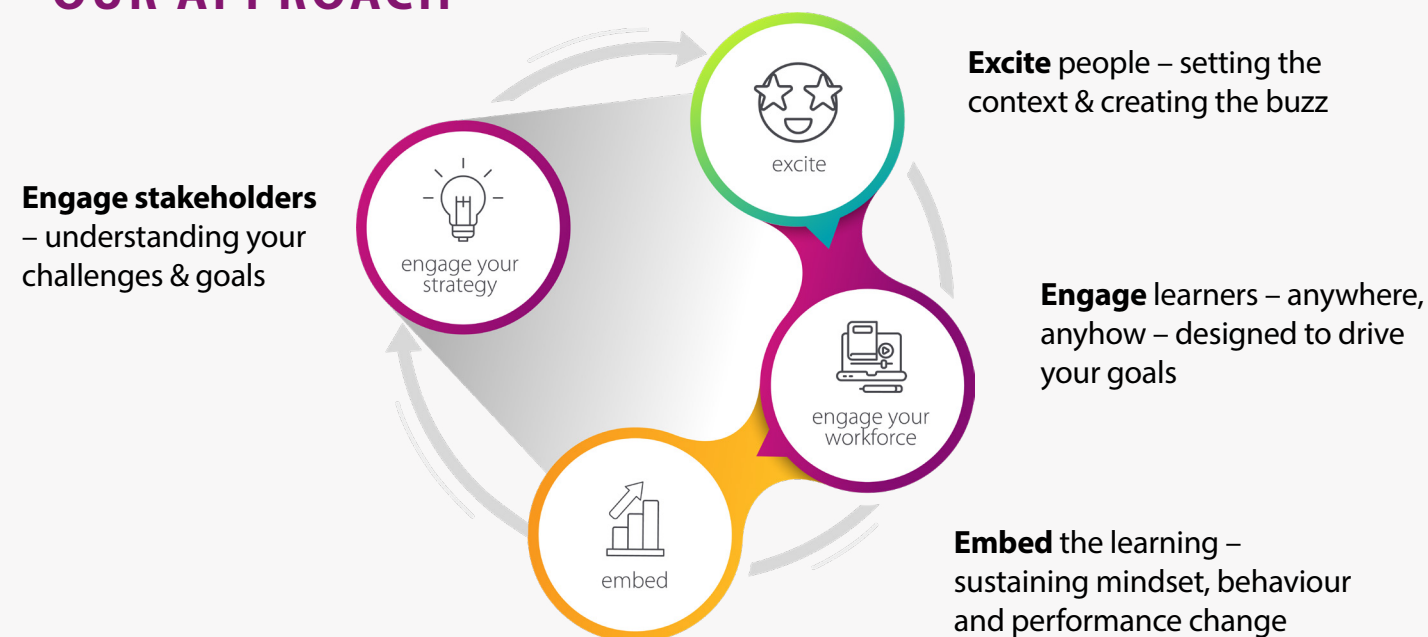 OUR APPROACH
Excite people – setting the
context & creating the buzz
excite
Engage stakeholders
– understanding your
challenges & goals
engage your
strategy
Engage learners – anywhere,
anyhow – designed to drive
your goals
engage your
workforce
Embed the learning –
sustaining mindset, behaviour
and performance change
embed